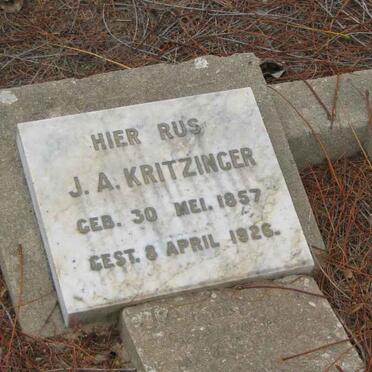 HIER RUS
J. A. KRITZINGER
GEB. 30 MEI. 1857
GEST. 8 APRIL 1926.